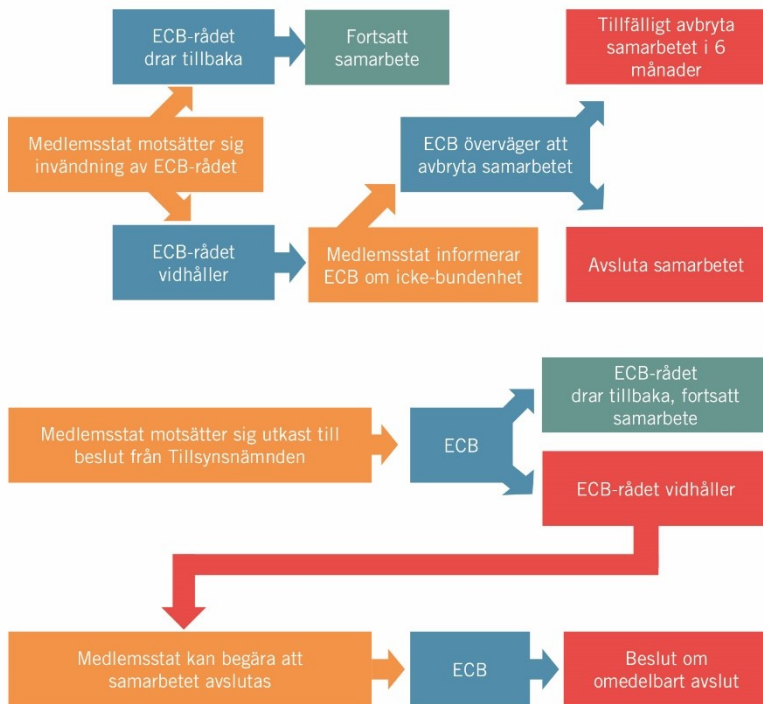 ECB-rådet
drar tillbaka
Fortsatt
samarbete
Tillfälligt avbryta
samarbetet i 6
månader
Medlemsstat motsätter sig
invändning av ECB-rådet
ECB överväger att
avbryta samarbetet
ECB-rådet
vidhåller
Medlemsstat informerar
ECB om icke-bundenhet
Avsluta samarbetet
Medlemsstat motsätter sig utkast till
beslut från Tillsynsnämnden
ECB
ECB-rådet
drar tillbaka, fortsatt
samarbete
ECB-rådet vidhåller
Medlemsstat kan begära att
samarbetet avslutas
ECB
Beslut om
omedelbart avslut